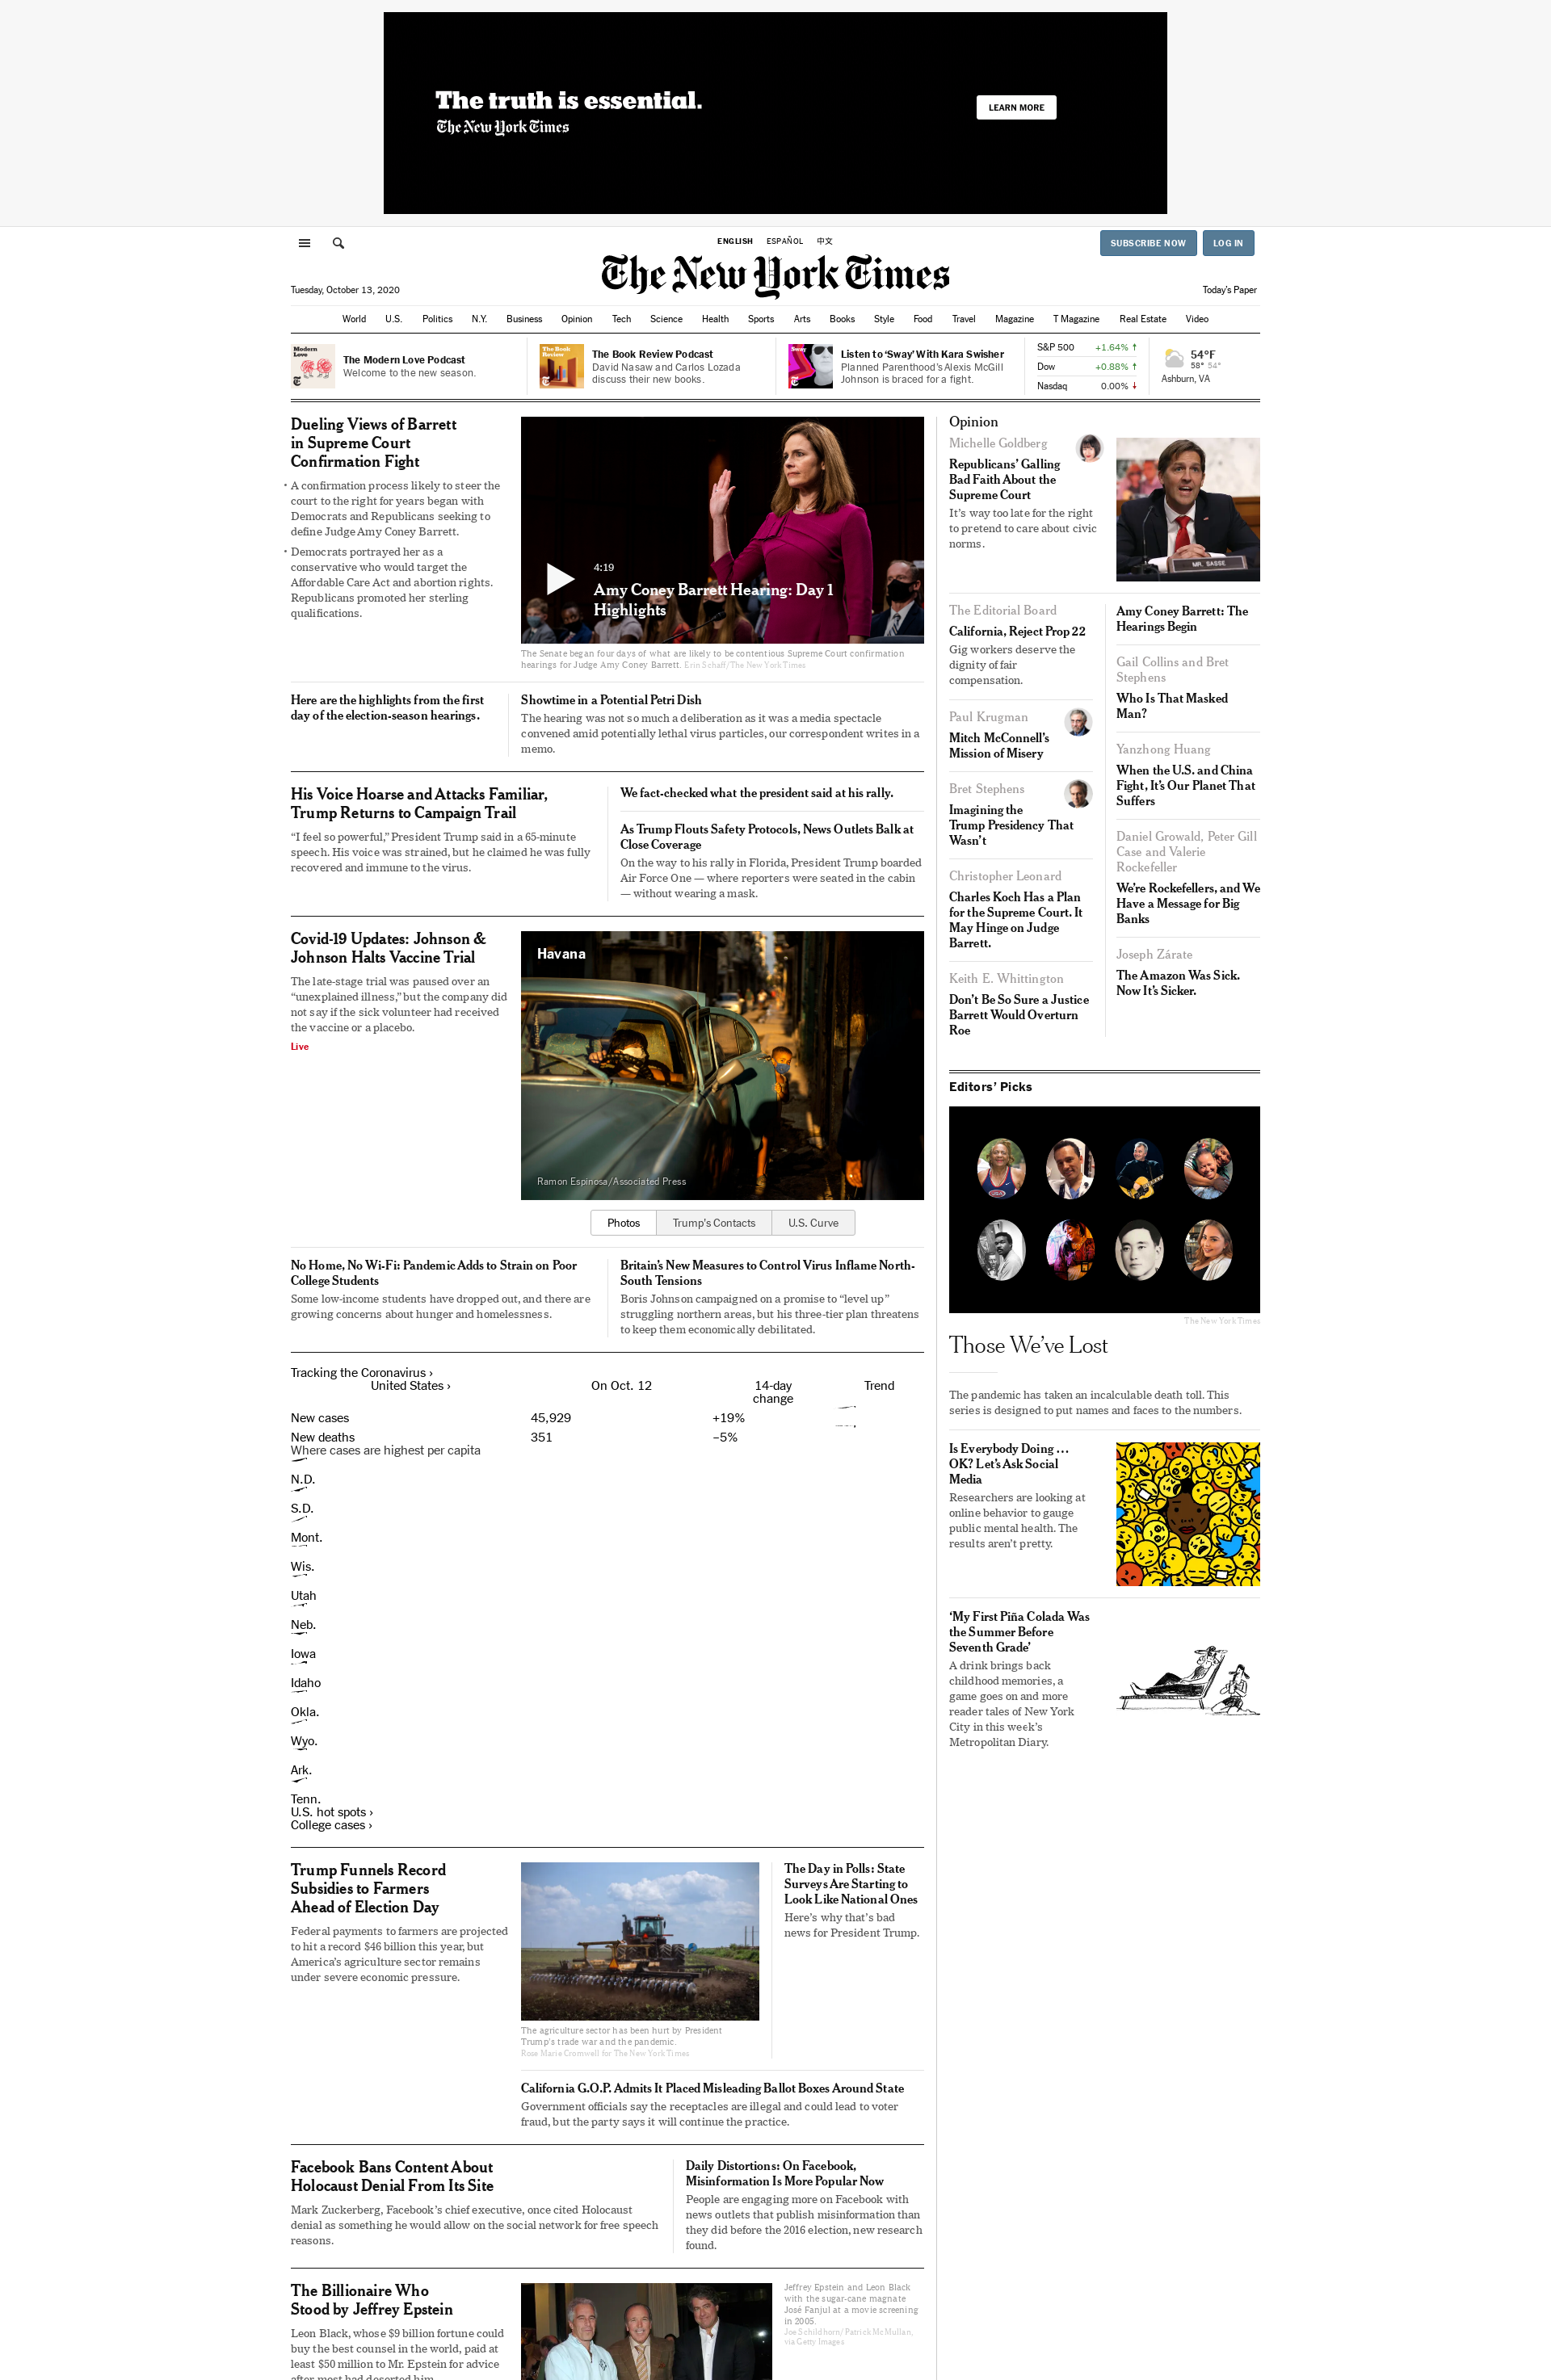 The truth is essential.
The New York Times
LEARN MORE
ENGLISH ESPAÑOL 中文
SUBSCRIBE NOW LOG IN
The New York Times
Tuesday, October 13, 2020
Today's Paper
World U.S. Politics N.Y. Business Opinion Tech Science Health Sports Arts Books Style Food Travel Magazine T Magazine Real Estate Video
Modern
Love
The Modern Love Podcast
Welcome to the new season.
The Book
Review
The Book Review Podcast
David Nasaw and Carlos Lozada
discuss their new books.
Sway
Listen to ‘Sway’ With Kara Swisher
Planned Parenthood’s Alexis McGill
Johnson is braced for a fight.
S&P 500 +1.64% ↑
Dow +0.88% ↑
Nasdaq 0.00% ↓
54°F
58° 54°
Ashburn, VA
Dueling Views of Barrett
in Supreme Court
Confirmation Fight
• A confirmation process likely to steer the
court to the right for years began with
Democrats and Republicans seeking to
define Judge Amy Coney Barrett.
• Democrats portrayed her as a
conservative who would target the
Affordable Care Act and abortion rights.
Republicans promoted her sterling
qualifications.
4:19
Amy Coney Barrett Hearing: Day 1
Highlights
The Senate began four days of what are likely to be contentious Supreme Court confirmation
hearings for Judge Amy Coney Barrett. Erin Schaff/The New York Times
Here are the highlights from the first
day of the election-season hearings.
Showtime in a Potential Petri Dish
The hearing was not so much a deliberation as it was a media spectacle
convened amid potentially lethal virus particles, our correspondent writes in a
memo.
His Voice Hoarse and Attacks Familiar,
Trump Returns to Campaign Trail
“I feel so powerful,” President Trump said in a 65-minute
speech. His voice was strained, but he claimed he was fully
recovered and immune to the virus.
We fact-checked what the president said at his rally.
As Trump Flouts Safety Protocols, News Outlets Balk at
Close Coverage
On the way to his rally in Florida, President Trump boarded
Air Force One — where reporters were seated in the cabin
— without wearing a mask.
Covid-19 Updates: Johnson &
Johnson Halts Vaccine Trial
The late-stage trial was paused over an
“unexplained illness,” but the company did
not say if the sick volunteer had received
the vaccine or a placebo.
Live
Havana
Ramon Espinosa/Associated Press
Photos Trump’s Contacts U.S. Curve
No Home, No Wi-Fi: Pandemic Adds to Strain on Poor
College Students
Some low-income students have dropped out, and there are
growing concerns about hunger and homelessness.
Britain’s New Measures to Control Virus Inflame North-
South Tensions
Boris Johnson campaigned on a promise to “level up”
struggling northern areas, but his three-tier plan threatens
to keep them economically debilitated.
Tracking the Coronavirus ›
United States › On Oct. 12 14-day
change Trend
New cases 45,929 +19%
New deaths 351 –5%
Where cases are highest per capita
N.D.
S.D.
Mont.
Wis.
Utah
Neb.
Iowa
Idaho
Okla.
Wyo.
Ark.
Tenn.
U.S. hot spots ›
College cases ›
Trump Funnels Record
Subsidies to Farmers
Ahead of Election Day
Federal payments to farmers are projected
to hit a record $46 billion this year, but
America’s agriculture sector remains
under severe economic pressure.
The agriculture sector has been hurt by President
Trump’s trade war and the pandemic.
Rose Marie Cromwell for The New York Times
The Day in Polls: State
Surveys Are Starting to
Look Like National Ones
Here’s why that’s bad
news for President Trump.
California G.O.P. Admits It Placed Misleading Ballot Boxes Around State
Government officials say the receptacles are illegal and could lead to voter
fraud, but the party says it will continue the practice.
Facebook Bans Content About
Holocaust Denial From Its Site
Mark Zuckerberg, Facebook’s chief executive, once cited Holocaust
denial as something he would allow on the social network for free speech
reasons.
Daily Distortions: On Facebook,
Misinformation Is More Popular Now
People are engaging more on Facebook with
news outlets that publish misinformation than
they did before the 2016 election, new research
found.
The Billionaire Who
Stood by Jeffrey Epstein
Leon Black, whose $9 billion fortune could
buy the best counsel in the world, paid at
least $50 million to Mr. Epstein for advice
after most had deserted him.
Jeffrey Epstein and Leon Black
with the sugar-cane magnate
José Fanjul at a movie screening
in 2005.
Joe Schildhorn/Patrick McMullan,
via Getty Images
Opinion
Michelle Goldberg
Republicans’ Galling
Bad Faith About the
Supreme Court
It’s way too late for the right
to pretend to care about civic
norms.
MR. SASSE
The Editorial Board
California, Reject Prop 22
Gig workers deserve the
dignity of fair
compensation.
Paul Krugman
Mitch McConnell’s
Mission of Misery
Bret Stephens
Imagining the
Trump Presidency That
Wasn’t
Christopher Leonard
Charles Koch Has a Plan
for the Supreme Court. It
May Hinge on Judge
Barrett.
Keith E. Whittington
Don’t Be So Sure a Justice
Barrett Would Overturn
Roe
Amy Coney Barrett: The
Hearings Begin
Gail Collins and Bret
Stephens
Who Is That Masked
Man?
Yanzhong Huang
When the U.S. and China
Fight, It’s Our Planet That
Suffers
Daniel Growald, Peter Gill
Case and Valerie
Rockefeller
We’re Rockefellers, and We
Have a Message for Big
Banks
Joseph Zárate
The Amazon Was Sick.
Now It’s Sicker.
Editors’ Picks
The New York Times
Those We’ve Lost
The pandemic has taken an incalculable death toll. This
series is designed to put names and faces to the numbers.
Is Everybody Doing …
OK? Let’s Ask Social
Media
Researchers are looking at
online behavior to gauge
public mental health. The
results aren’t pretty.
‘My First Piña Colada Was
the Summer Before
Seventh Grade’
A drink brings back
childhood memories, a
game goes on and more
reader tales of New York
City in this week’s
Metropolitan Diary.